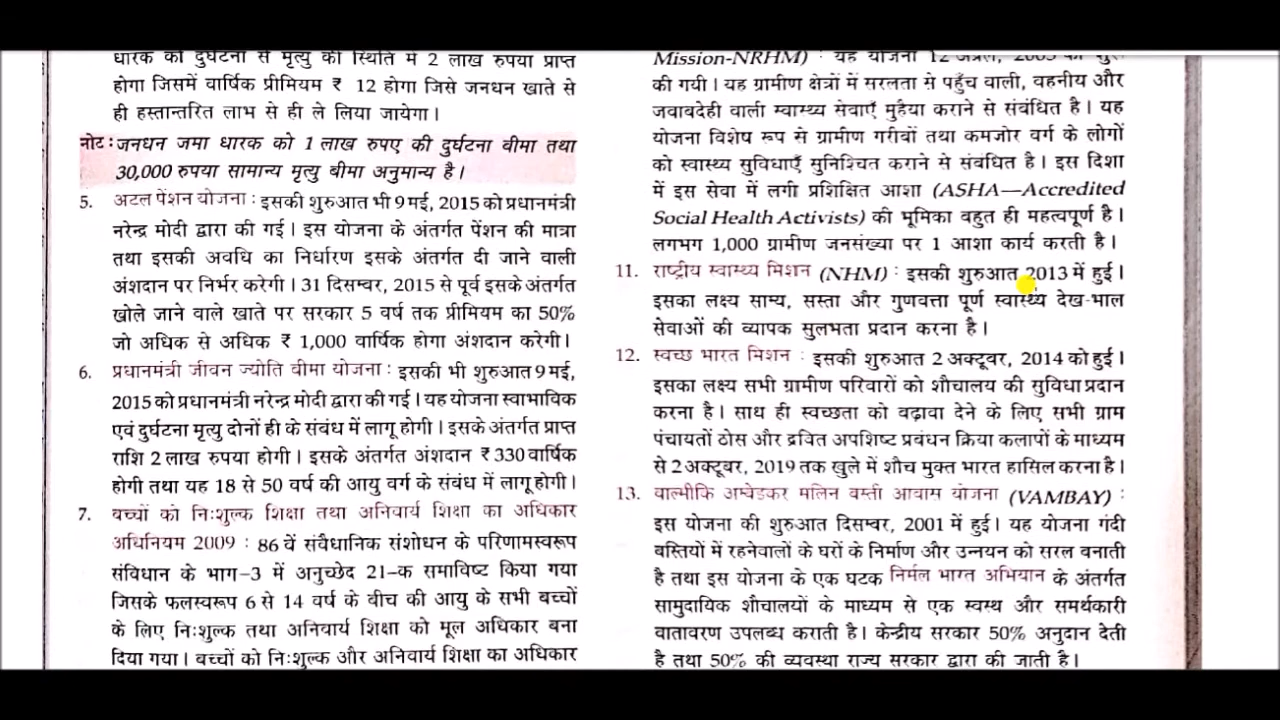 धारक को दुर्घटना से मृत्यु की स्थिति में 2 लाख रुपया प्राप्त
होगा जिसमें वार्षिक प्रीमियम ₹ 12 होगा जिसे जनधन खाते से
ही हस्तान्तरित लाभ से ही ले लिया जायेगा।
नोट : जनधन जमा धारक को 1 लाख रुपए की दुर्घटना बीमा तथा
30,000 रुपया सामान्य मृत्यु बीमा अनुमान्य है।
5. अटल पेंशन योजना : इसकी शुरुआत भी 9 मई, 2015 को प्रधानमंत्री
नरेन्द्र मोदी द्वारा की गई। इस योजना के अंतर्गत पेंशन की मात्रा
तथा इसकी अवधि का निर्धारण इसके अंतर्गत दी जाने वाली
अंशदान पर निर्भर करेगी। 31 दिसम्बर, 2015 से पूर्व इसके अंतर्गत
खोले जाने वाले खाते पर सरकार 5 वर्ष तक प्रीमियम का 50%
जो अधिक से अधिक ₹ 1,000 वार्षिक होगा अंशदान करेगी।
6. प्रधानमंत्री जीवन ज्योति बीमा योजना : इसकी भी शुरुआत 9 मई,
2015 को प्रधानमंत्री नरेन्द्र मोदी द्वारा की गई। यह योजना स्वाभाविक
एवं दुर्घटना मृत्यु दोनों ही के संबंध में लागू होगी। इसके अंतर्गत प्राप्त
राशि 2 लाख रुपया होगी। इसके अंतर्गत अंशदान ₹ 330 वार्षिक
होगी तथा यह 18 से 50 वर्ष की आयु वर्ग के संबंध में लागू होगी।
7. बच्चों को निःशुल्क शिक्षा तथा अनिवार्य शिक्षा का अधिकार
अधिनियम 2009 : 86 वें संवैधानिक संशोधन के परिणामस्वरूप
संविधान के भाग-3 में अनुच्छेद 21-क समाविष्ट किया गया
जिसके फलस्वरूप 6 से 14 वर्ष के बीच की आयु के सभी बच्चों
के लिए निःशुल्क तथा अनिवार्य शिक्षा को मूल अधिकार बना
दिया गया। बच्चों को निःशुल्क और अनिवार्य शिक्षा का अधिकार
Mission-NRHM) : यह योजना 12 अप्रैल, 2005 को शुरू
की गयी। यह ग्रामीण क्षेत्रों में सरलता से पहुँच वाली, वहनीय और
जवाबदेही वाली स्वास्थ्य सेवाएँ मुहैया कराने से संबंधित है। यह
योजना विशेष रूप से ग्रामीण गरीबों तथा कमजोर वर्ग के लोगों
को स्वास्थ्य सुविधाएँ सुनिश्चित कराने से संबंधित है। इस दिशा
में इस सेवा में लगी प्रशिक्षित आशा (ASHA—Accredited
Social Health Activists) की भूमिका बहुत ही महत्वपूर्ण है।
लगभग 1,000 ग्रामीण जनसंख्या पर 1 आशा कार्य करती है।
11. राष्ट्रीय स्वास्थ्य मिशन (NHM) : इसकी शुरुआत 2013 में हुई।
इसका लक्ष्य साम्य, सस्ता और गुणवत्ता पूर्ण स्वास्थ्य देख-भाल
सेवाओं की व्यापक सुलभता प्रदान करना है।
12. स्वच्छ भारत मिशन : इसकी शुरुआत 2 अक्टूबर, 2014 को हुई।
इसका लक्ष्य सभी ग्रामीण परिवारों को शौचालय की सुविधा प्रदान
करना है। साथ ही स्वच्छता को बढ़ावा देने के लिए सभी ग्राम
पंचायतों ठोस और द्रवित अपशिष्ट प्रबंधन क्रिया कलापों के माध्यम
से 2 अक्टूबर, 2019 तक खुले में शौच मुक्त भारत हासिल करना है।
13. वाल्मीकि अम्बेडकर मलिन बस्ती आवास योजना (VAMBAY) :
इस योजना की शुरुआत दिसम्बर, 2001 में हुई। यह योजना गंदी
बस्तियों में रहनेवालों के घरों के निर्माण और उन्नयन को सरल बनाती
है तथा इस योजना के एक घटक निर्मल भारत अभियान के अंतर्गत
सामुदायिक शौचालयों के माध्यम से एक स्वस्थ और समर्थकारी
वातावरण उपलब्ध कराती है। केन्द्रीय सरकार 50% अनुदान देती
है तथा 50% की व्यवस्था राज्य सरकार द्वारा की जाती है।